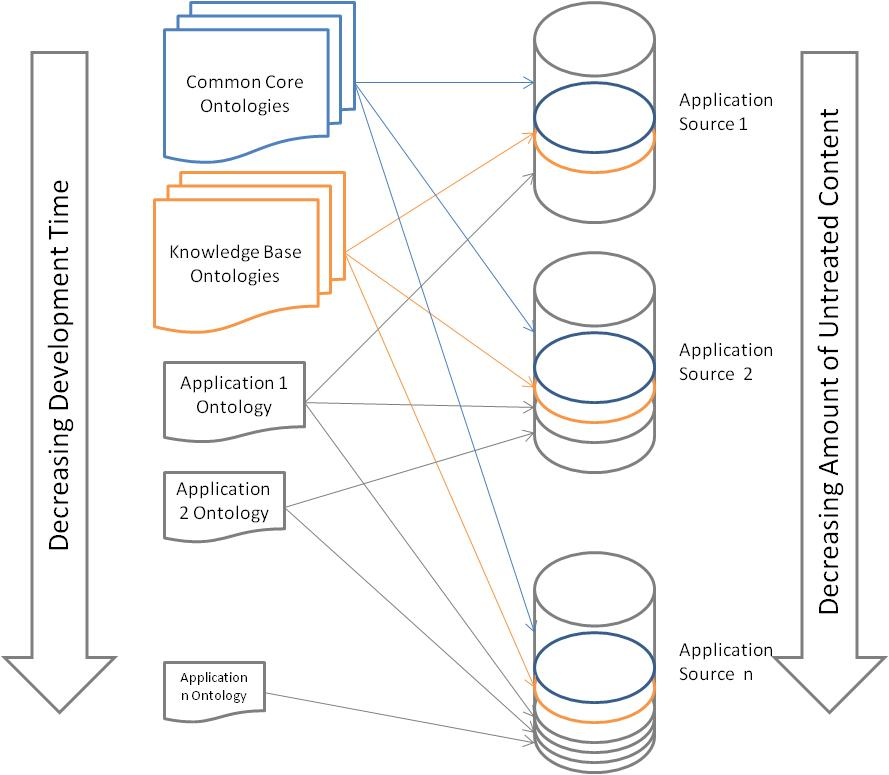 Decreasing Development Time
Common Core
Ontologies
Knowledge Base
Ontologies
Application 1
Ontology
Application
2 Ontology
Application
n Ontology
Application
Source 1
Application
Source 2
Application
Source n
Decreasing Amount of Untreated Content